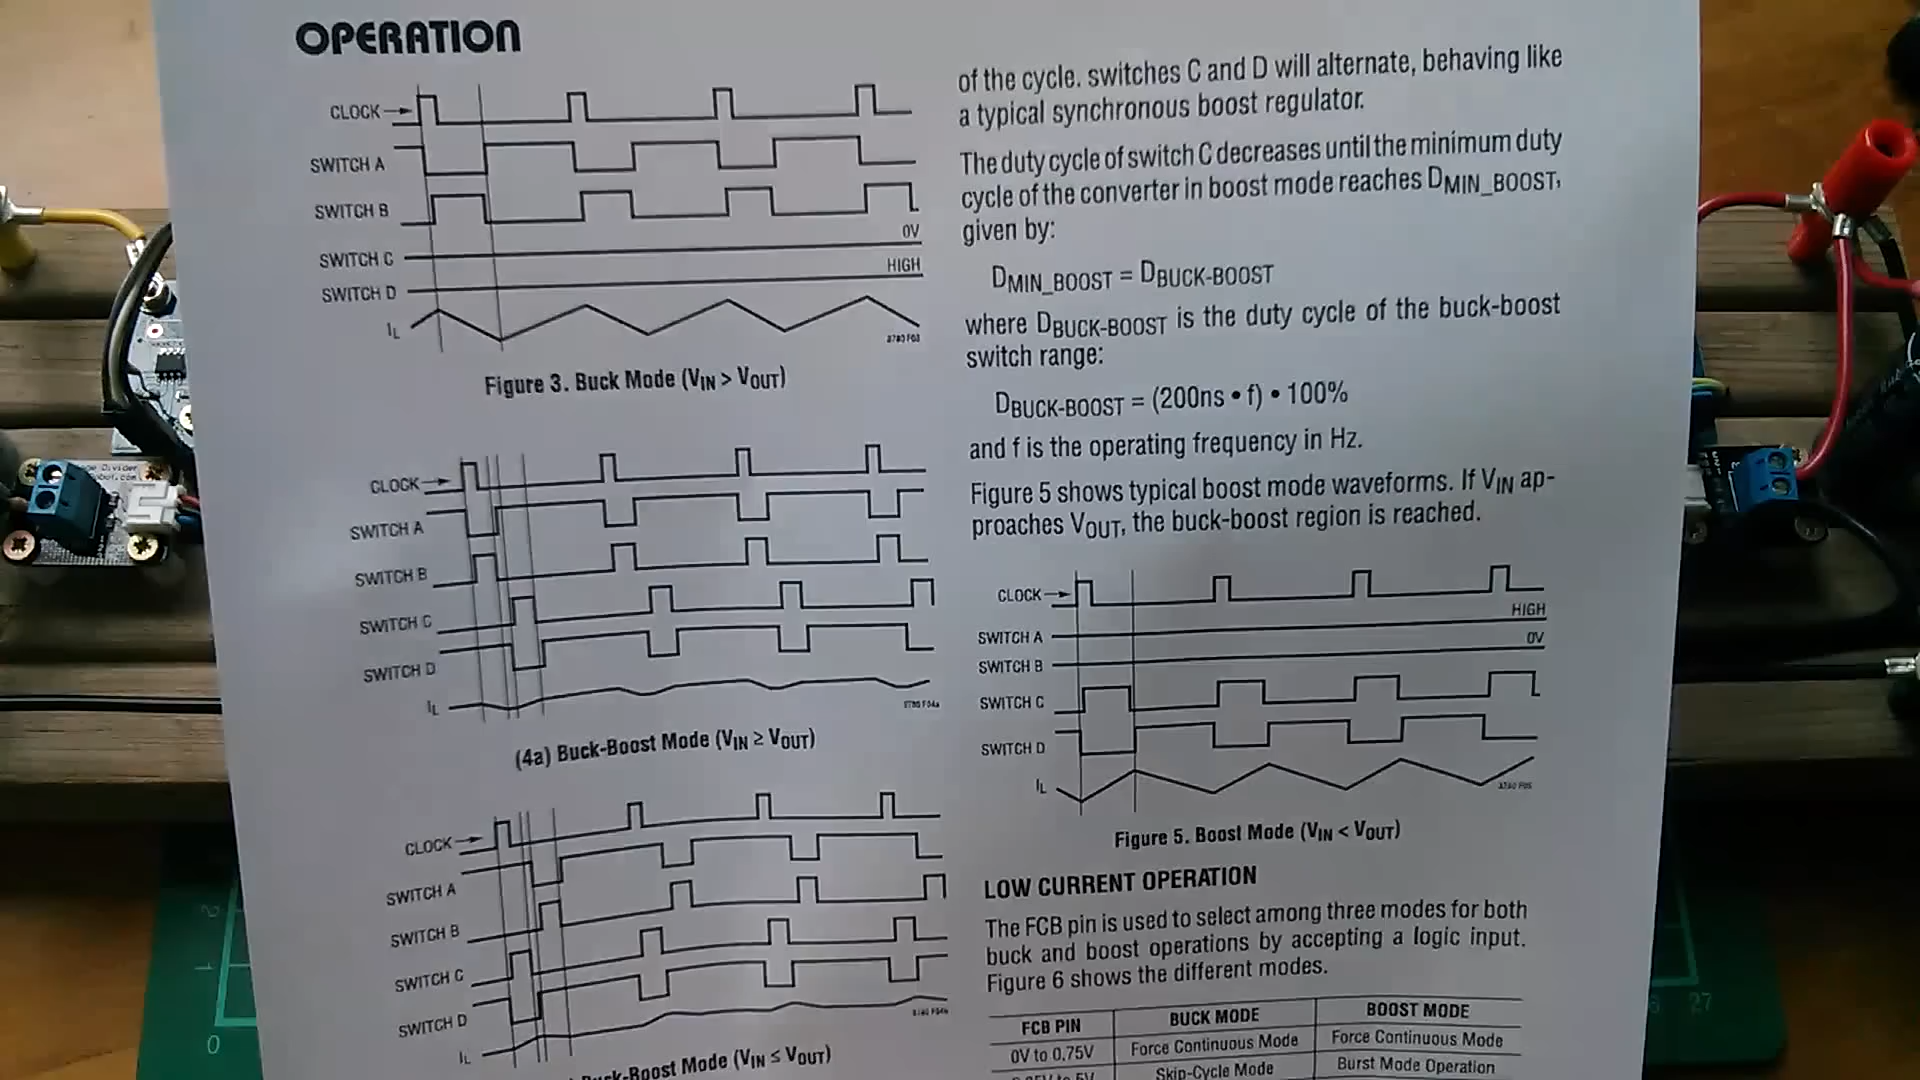 OPERATION
CLOCK
SWITCH A
SWITCH B
0V
SWITCH C
HIGH
SWITCH D
IL
Figure 3. Buck Mode (VIN > VOUT)
CLOCK
SWITCH A
SWITCH B
SWITCH C
SWITCH D
IL
(4a) Buck-Boost Mode (VIN ≥ VOUT)
CLOCK
SWITCH A
SWITCH B
SWITCH C
SWITCH D
IL
Buck-Boost Mode (VIN ≤ VOUT)
of the cycle. switches C and D will alternate, behaving like
a typical synchronous boost regulator.
The duty cycle of switch C decreases until the minimum duty
cycle of the converter in boost mode reaches DMIN_BOOST,
given by:
DMIN_BOOST = DBUCK-BOOST
where DBUCK-BOOST is the duty cycle of the buck-boost
switch range:
DBUCK-BOOST = (200ns • f) • 100%
and f is the operating frequency in Hz.
Figure 5 shows typical boost mode waveforms. If VIN ap-
proaches VOUT, the buck-boost region is reached.
CLOCK
HIGH
SWITCH A
0V
SWITCH B
SWITCH C
SWITCH D
IL
Figure 5. Boost Mode (VIN < VOUT)
LOW CURRENT OPERATION
The FCB pin is used to select among three modes for both
buck and boost operations by accepting a logic input.
Figure 6 shows the different modes.
FCB PIN BUCK MODE BOOST MODE
0V to 0.75V Force Continuous Mode Force Continuous Mode
Skip-Cycle Mode Burst Mode Operation
2
1
0
27